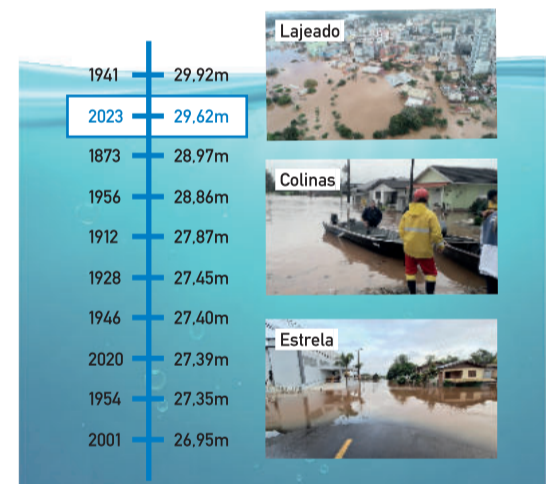 1941 29,92m
2023 29,62m
1873 28,97m
1956 28,86m
1912 27,87m
1928 27,45m
1946 27,40m
2020 27,39m
1954 27,35m
2001 26,95m
Lajeado
Colinas
Estrela